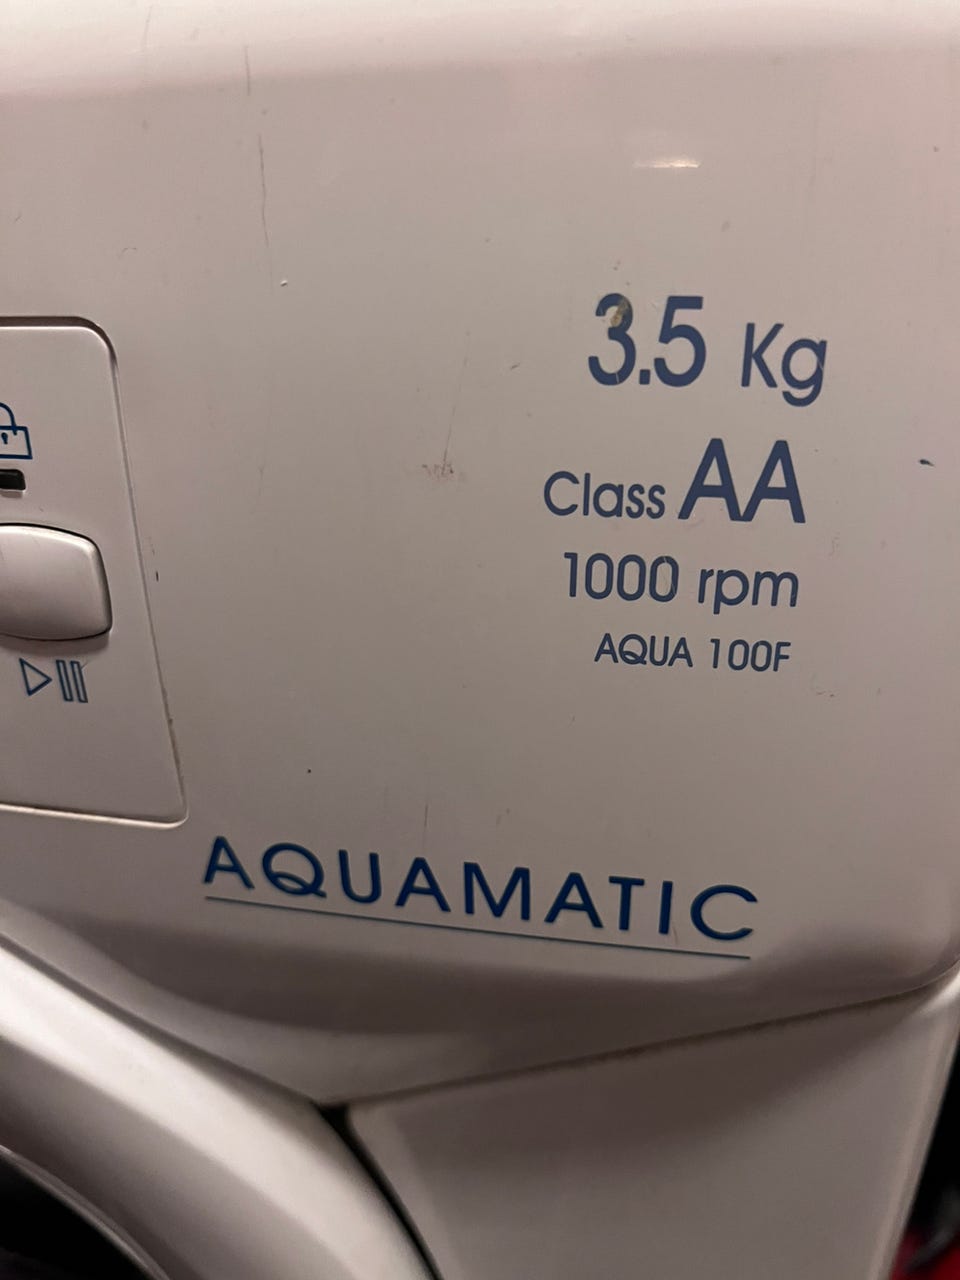 3.5 Kg
Class AA
1000 rpm
AQUA 100F
AQUAMATIC